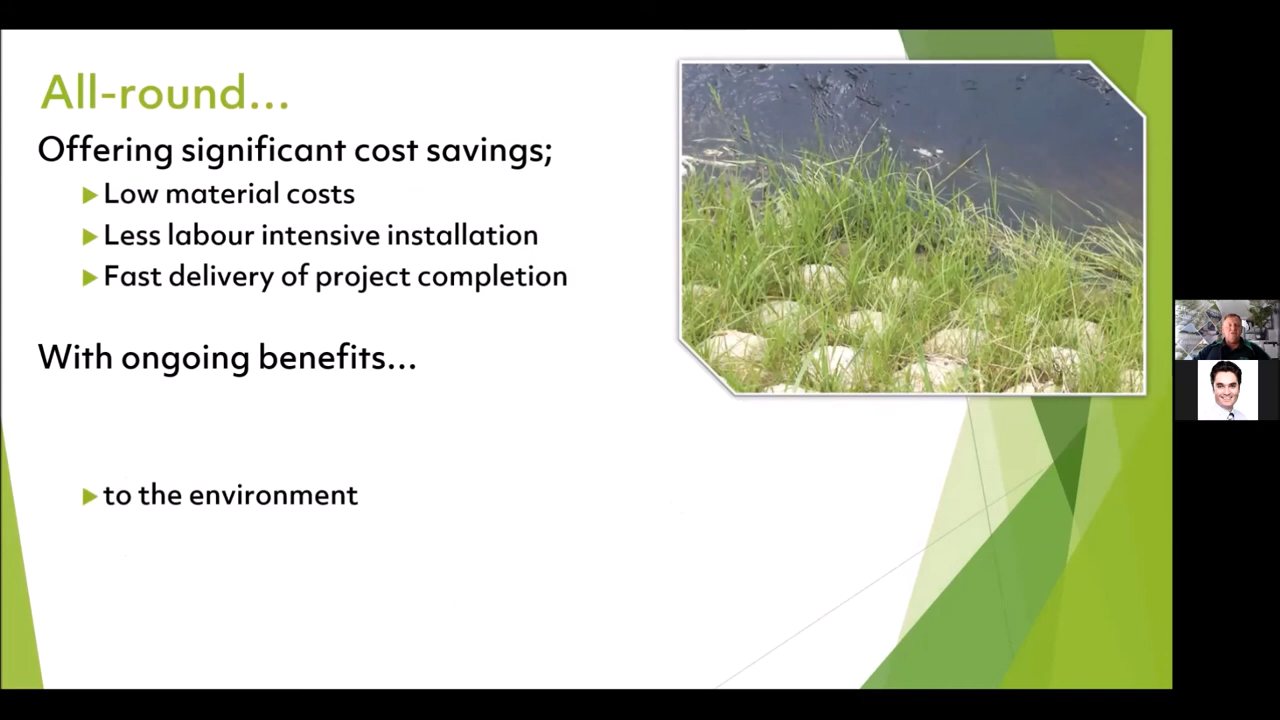 All-round...
Offering significant cost savings;
Low material costs
Less labour intensive installation
Fast delivery of project completion
With ongoing benefits...
to the environment